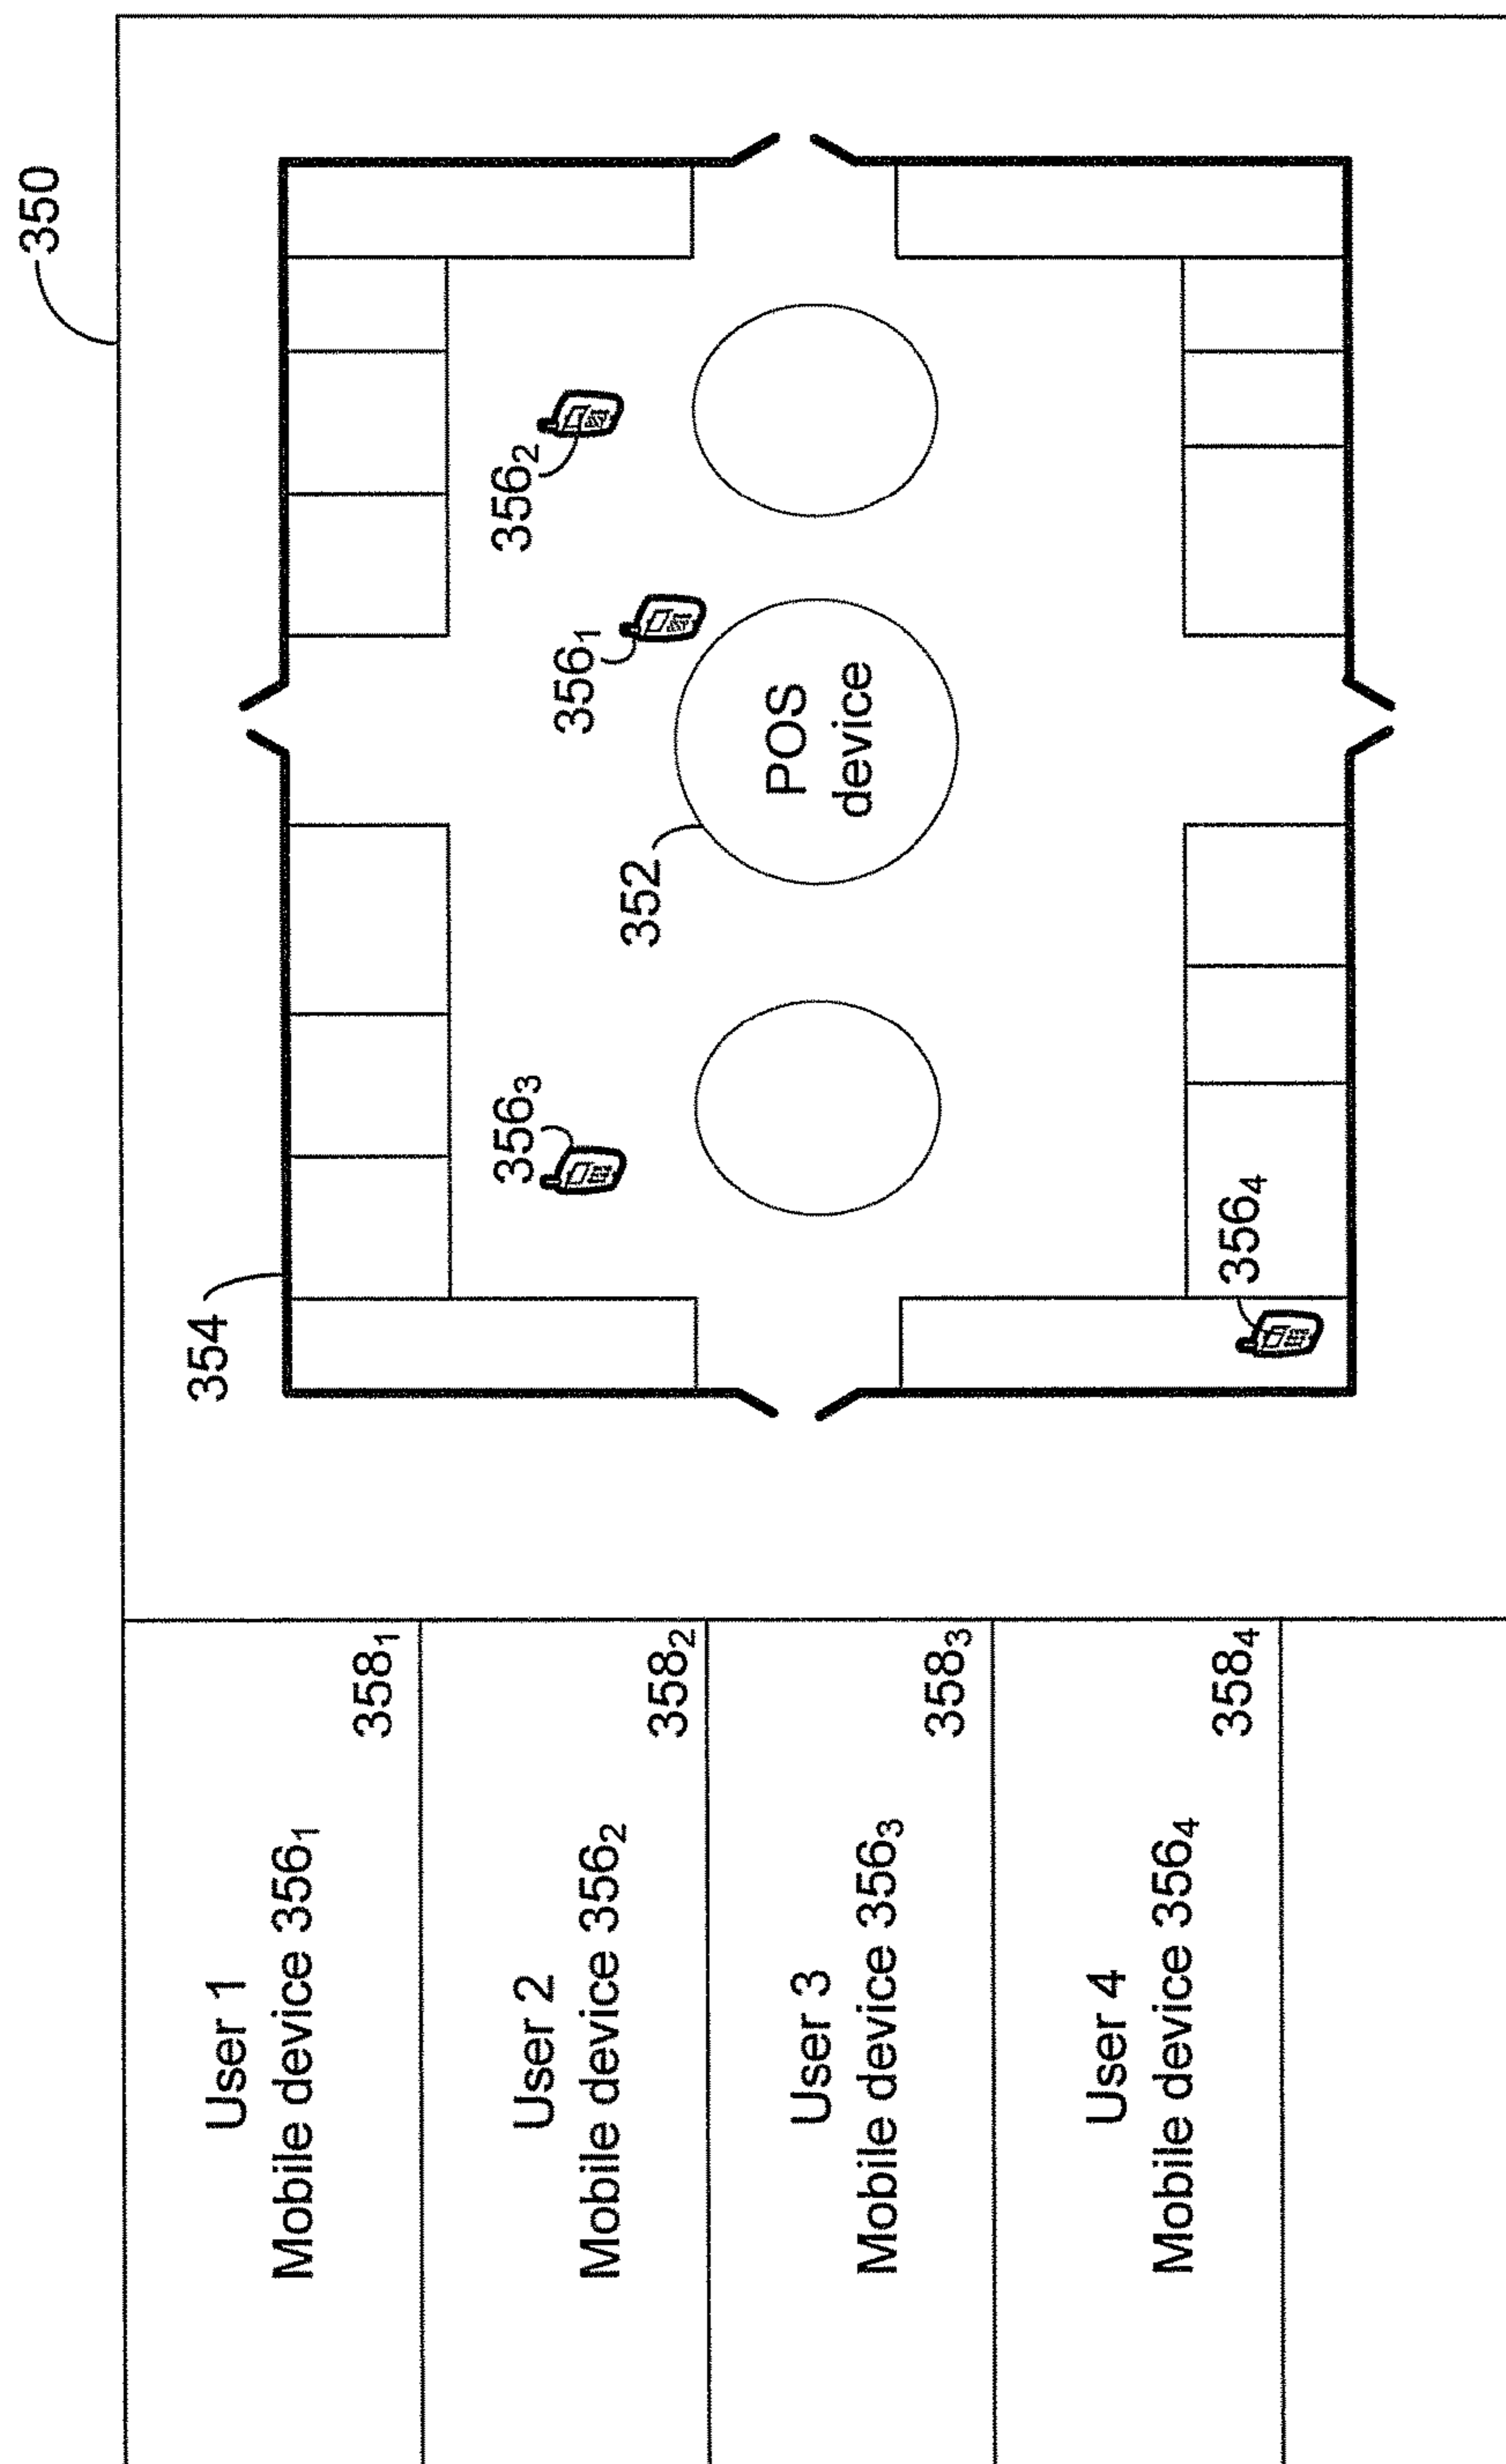 User 1
Mobile device 356₁
358₁
User 2
Mobile device 356₂
358₂
User 3
Mobile device 356₃
358₃
User 4
Mobile device 356₄
358₄
350
354
356₃
356₂
356₁
352
POS
device
356₄